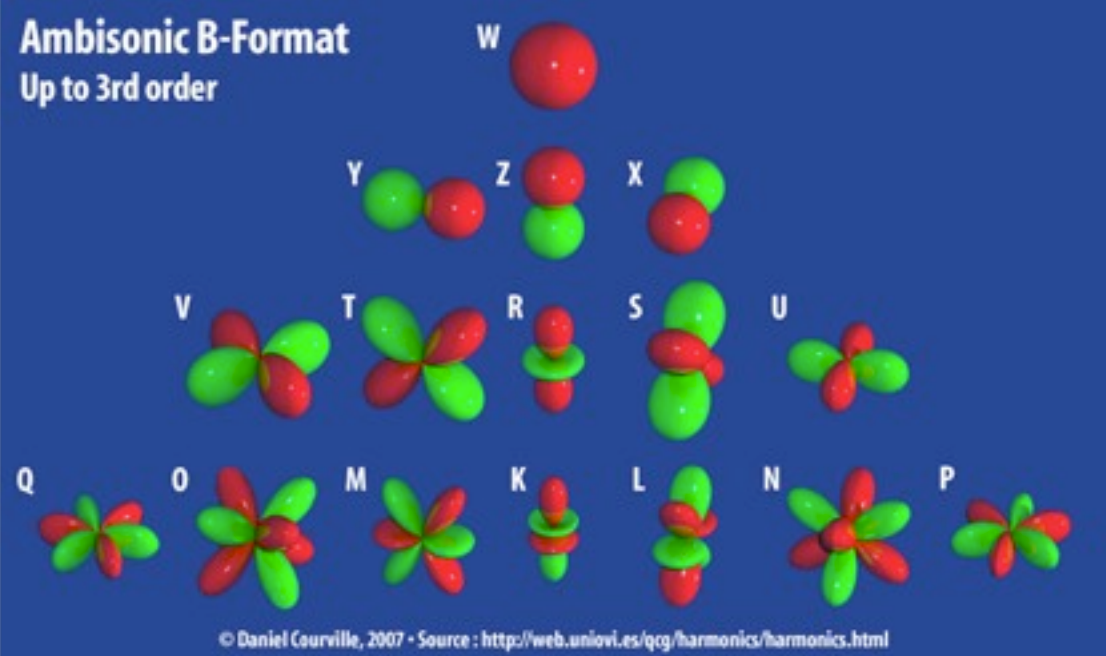 Ambisonic B-Format
Up to 3rd order
W
Y Z X
V T R S U
Q O M K L N P
© Daniel Courville, 2007 • Source : http://web.uniovi.es/qcg/harmonics/harmonics.html